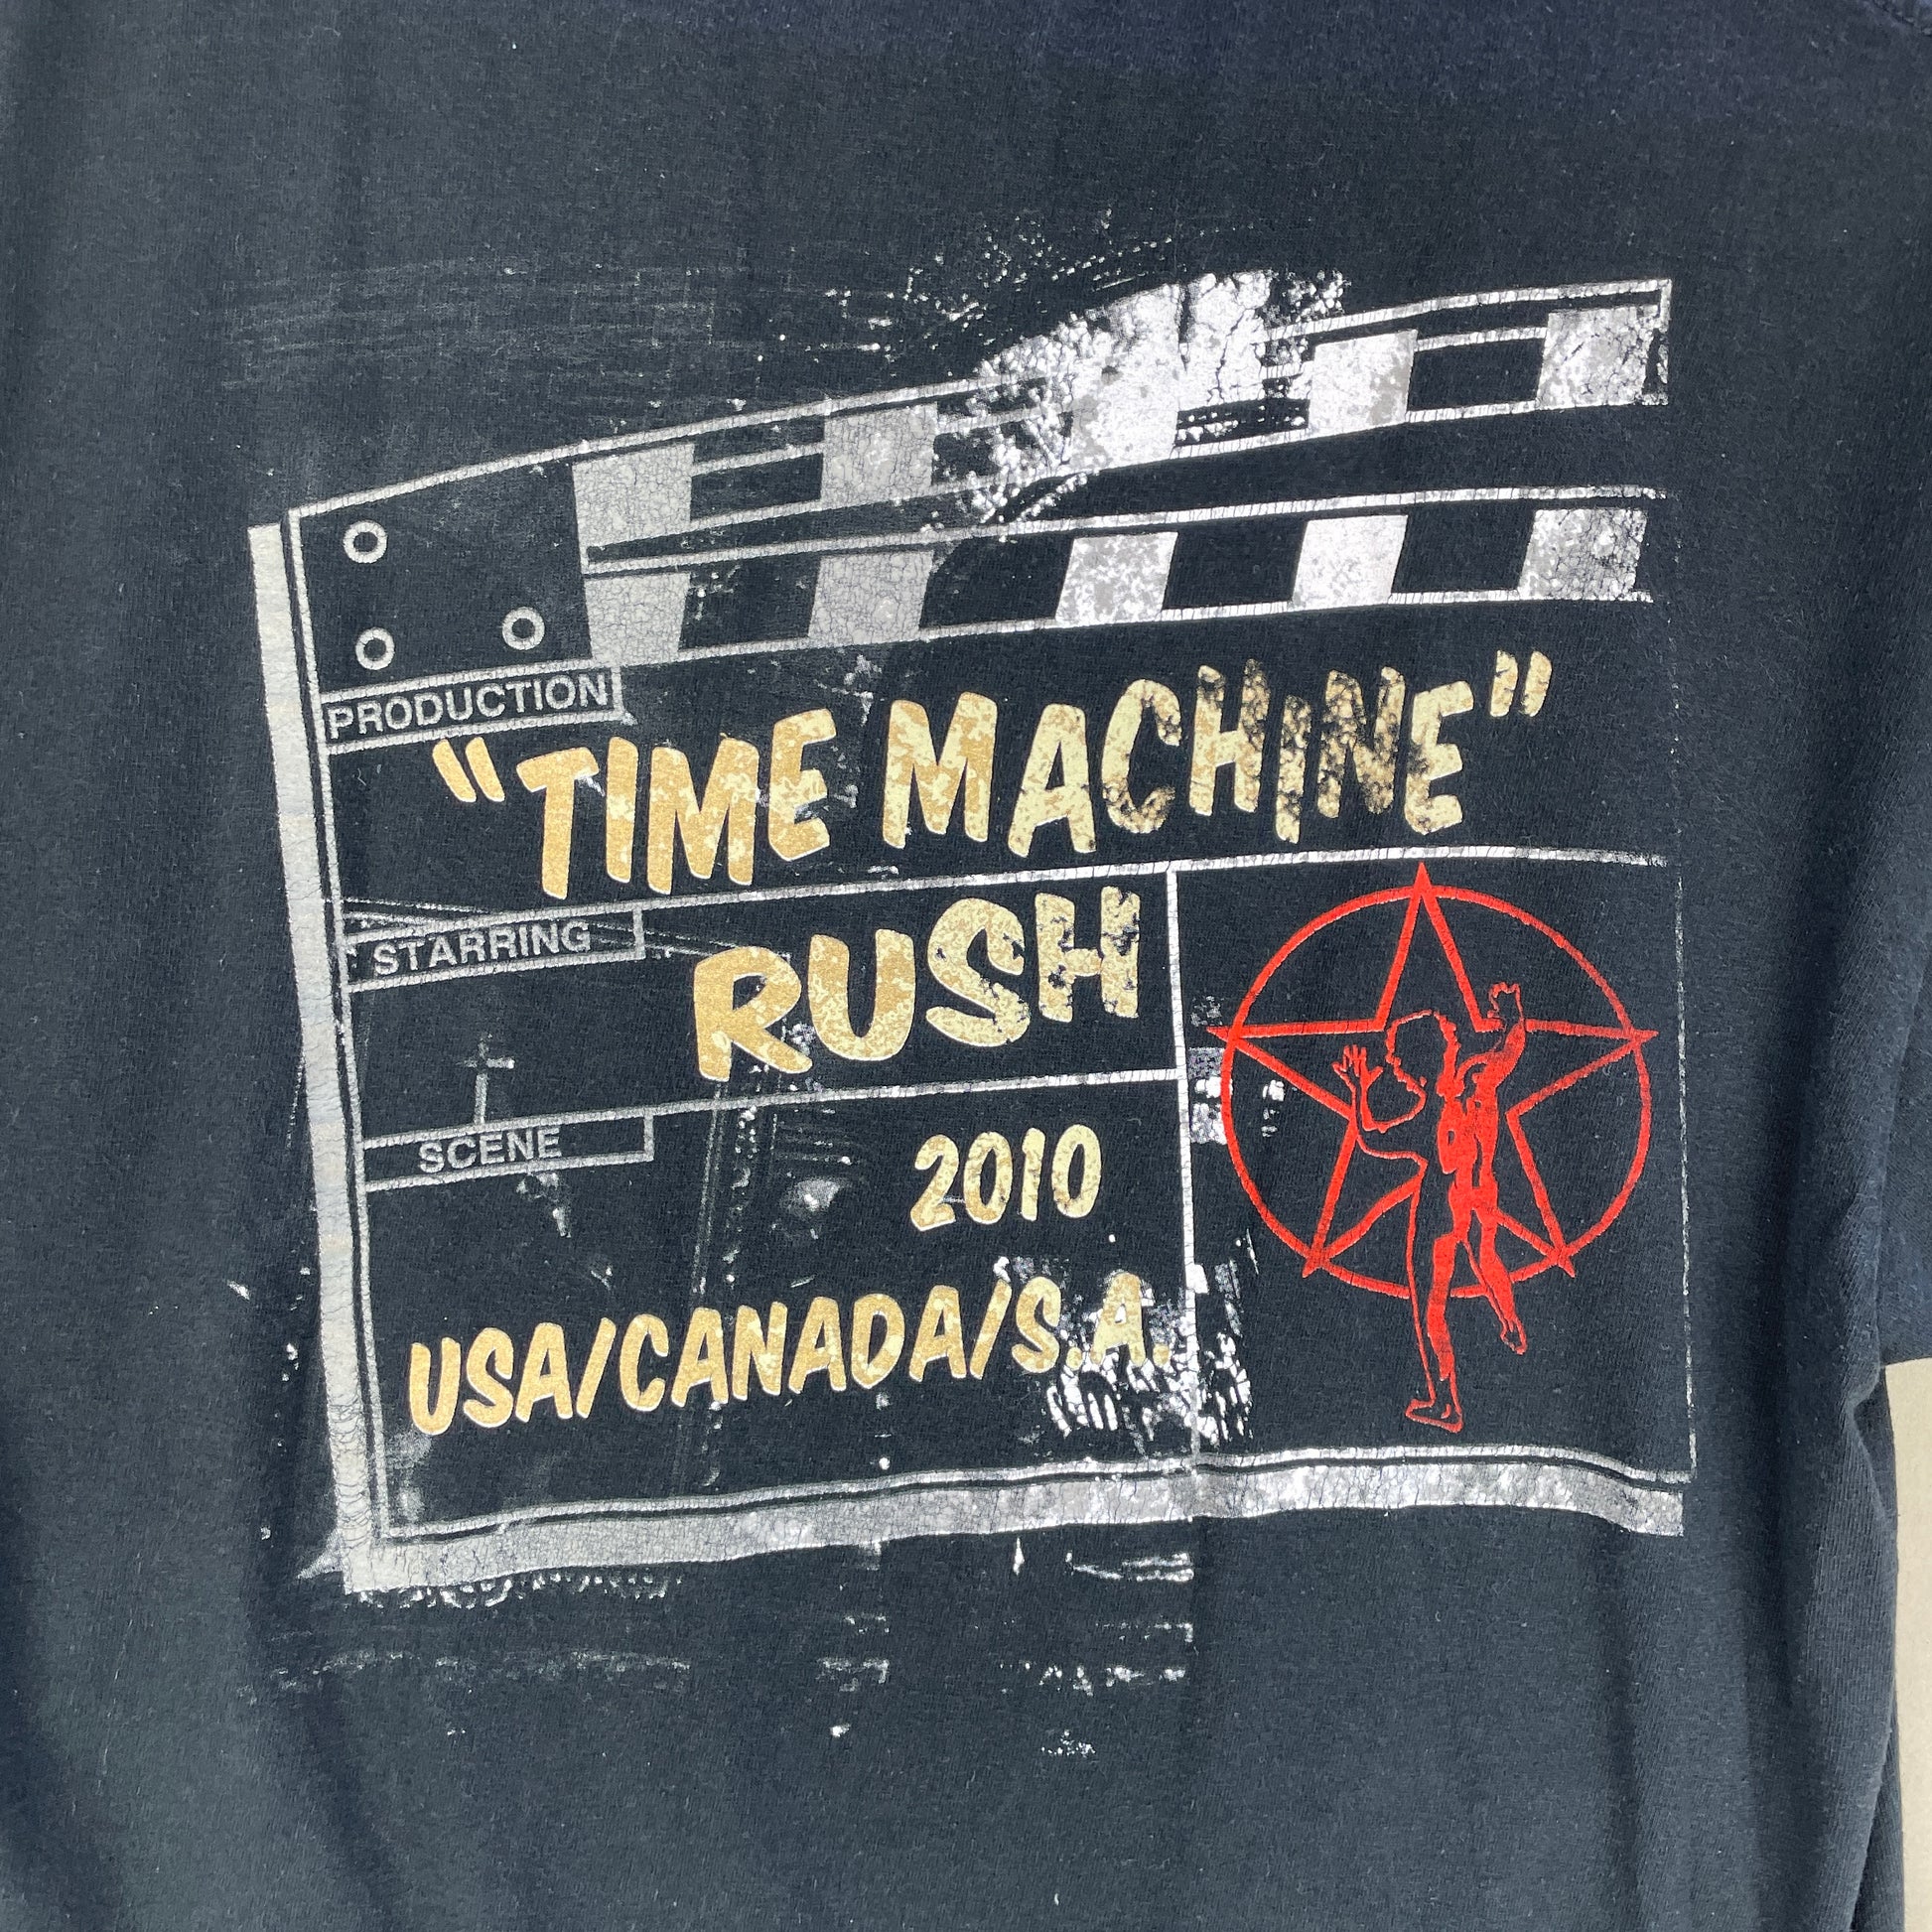 PRODUCTION
"TIME MACHINE"
STARRING
RUSH
SCENE
2010
USA/CANADA/S.A.